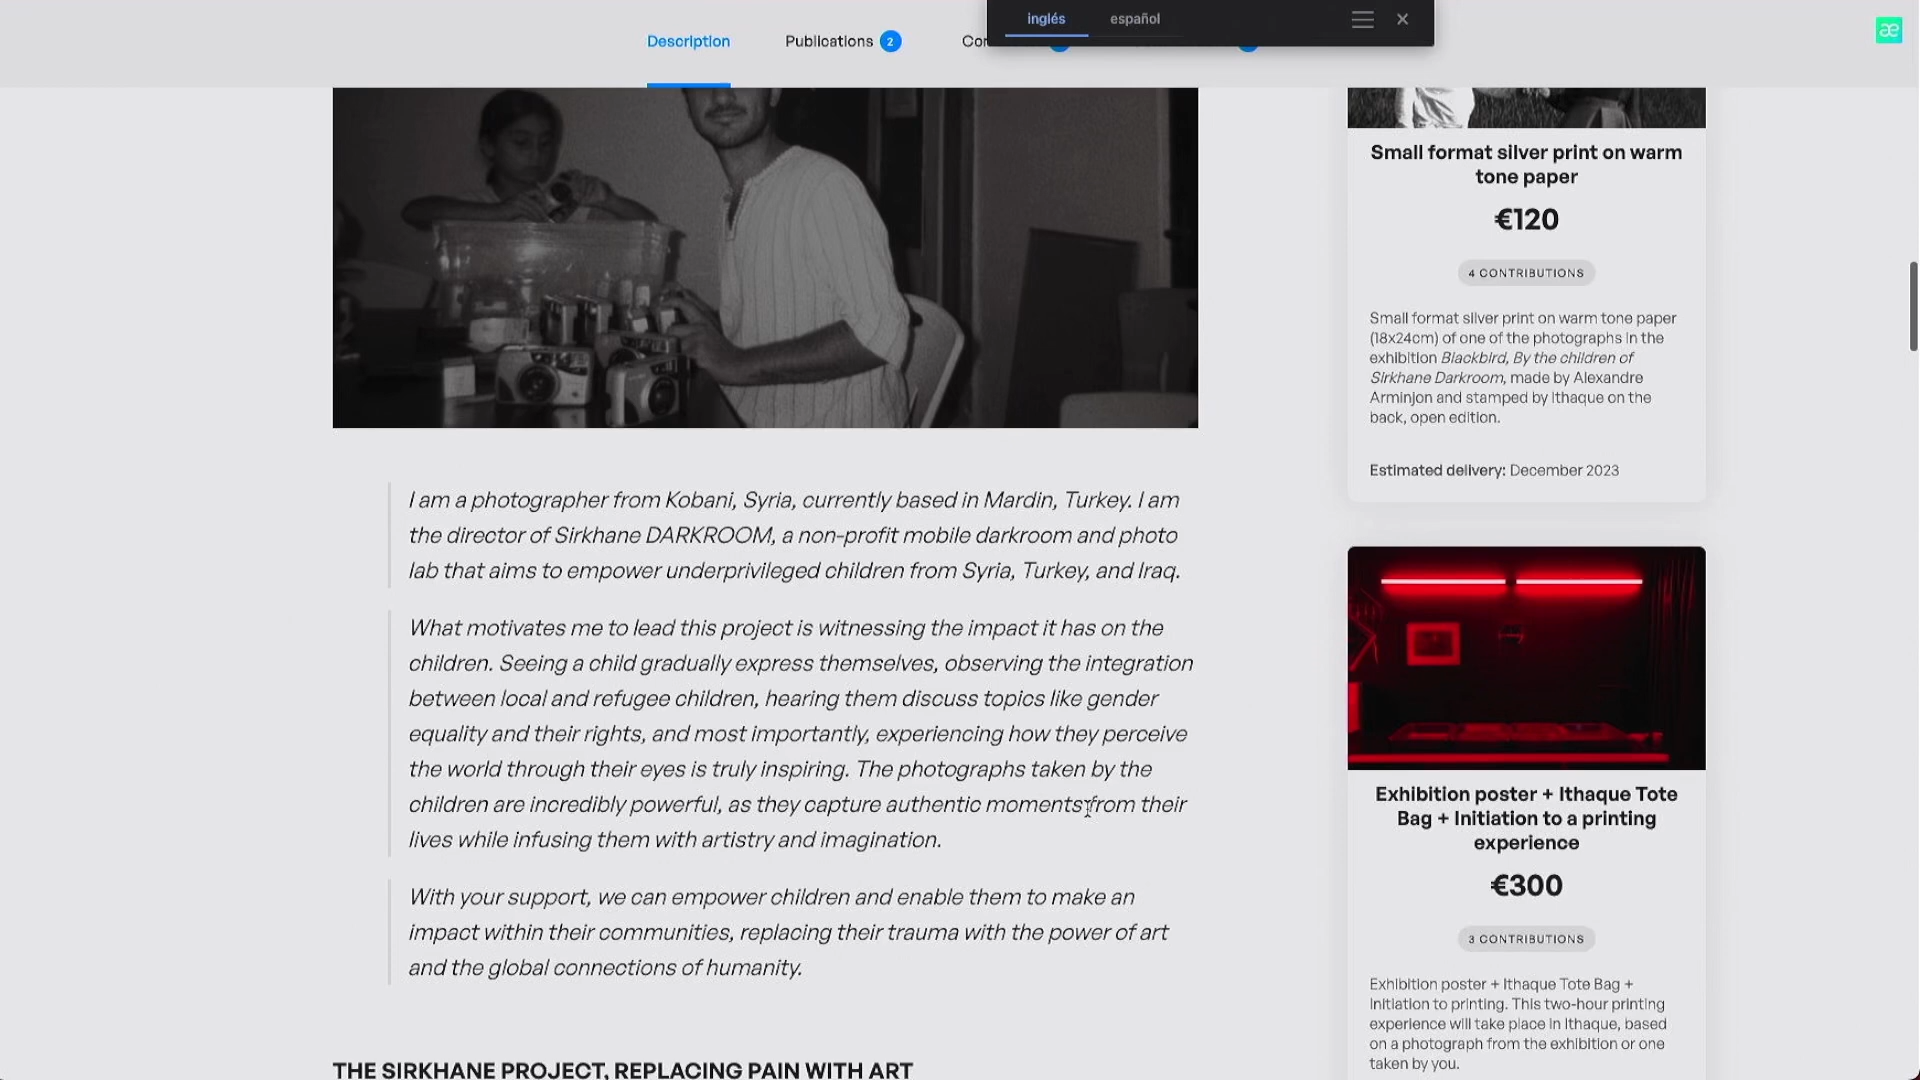 inglés
español
æ
Description
Publications 2
Small format silver print on warm
tone paper
€120
4 CONTRIBUTIONS
Small format silver print on warm tone paper
(18x24cm) of one of the photographs in the
exhibition Blackbird, By the children of
Sirkhane Darkroom, made by Alexandre
Arminjon and stamped by Ithaque on the
back, open edition.
Estimated delivery: December 2023
I am a photographer from Kobani, Syria, currently based in Mardin, Turkey. I am
the director of Sirkhane DARKROOM, a non-profit mobile darkroom and photo
lab that aims to empower underprivileged children from Syria, Turkey, and Iraq.
What motivates me to lead this project is witnessing the impact it has on the
children. Seeing a child gradually express themselves, observing the integration
between local and refugee children, hearing them discuss topics like gender
equality and their rights, and most importantly, experiencing how they perceive
the world through their eyes is truly inspiring. The photographs taken by the
children are incredibly powerful, as they capture authentic moments from their
lives while infusing them with artistry and imagination.
With your support, we can empower children and enable them to make an
impact within their communities, replacing their trauma with the power of art
and the global connections of humanity.
THE SIRKHANE PROJECT, REPLACING PAIN WITH ART
Exhibition poster + Ithaque Tote
Bag + Initiation to a printing
experience
€300
3 CONTRIBUTIONS
Exhibition poster + Ithaque Tote Bag +
Initiation to printing. This two-hour printing
experience will take place in Ithaque, based
on a photograph from the exhibition or one
taken by you.